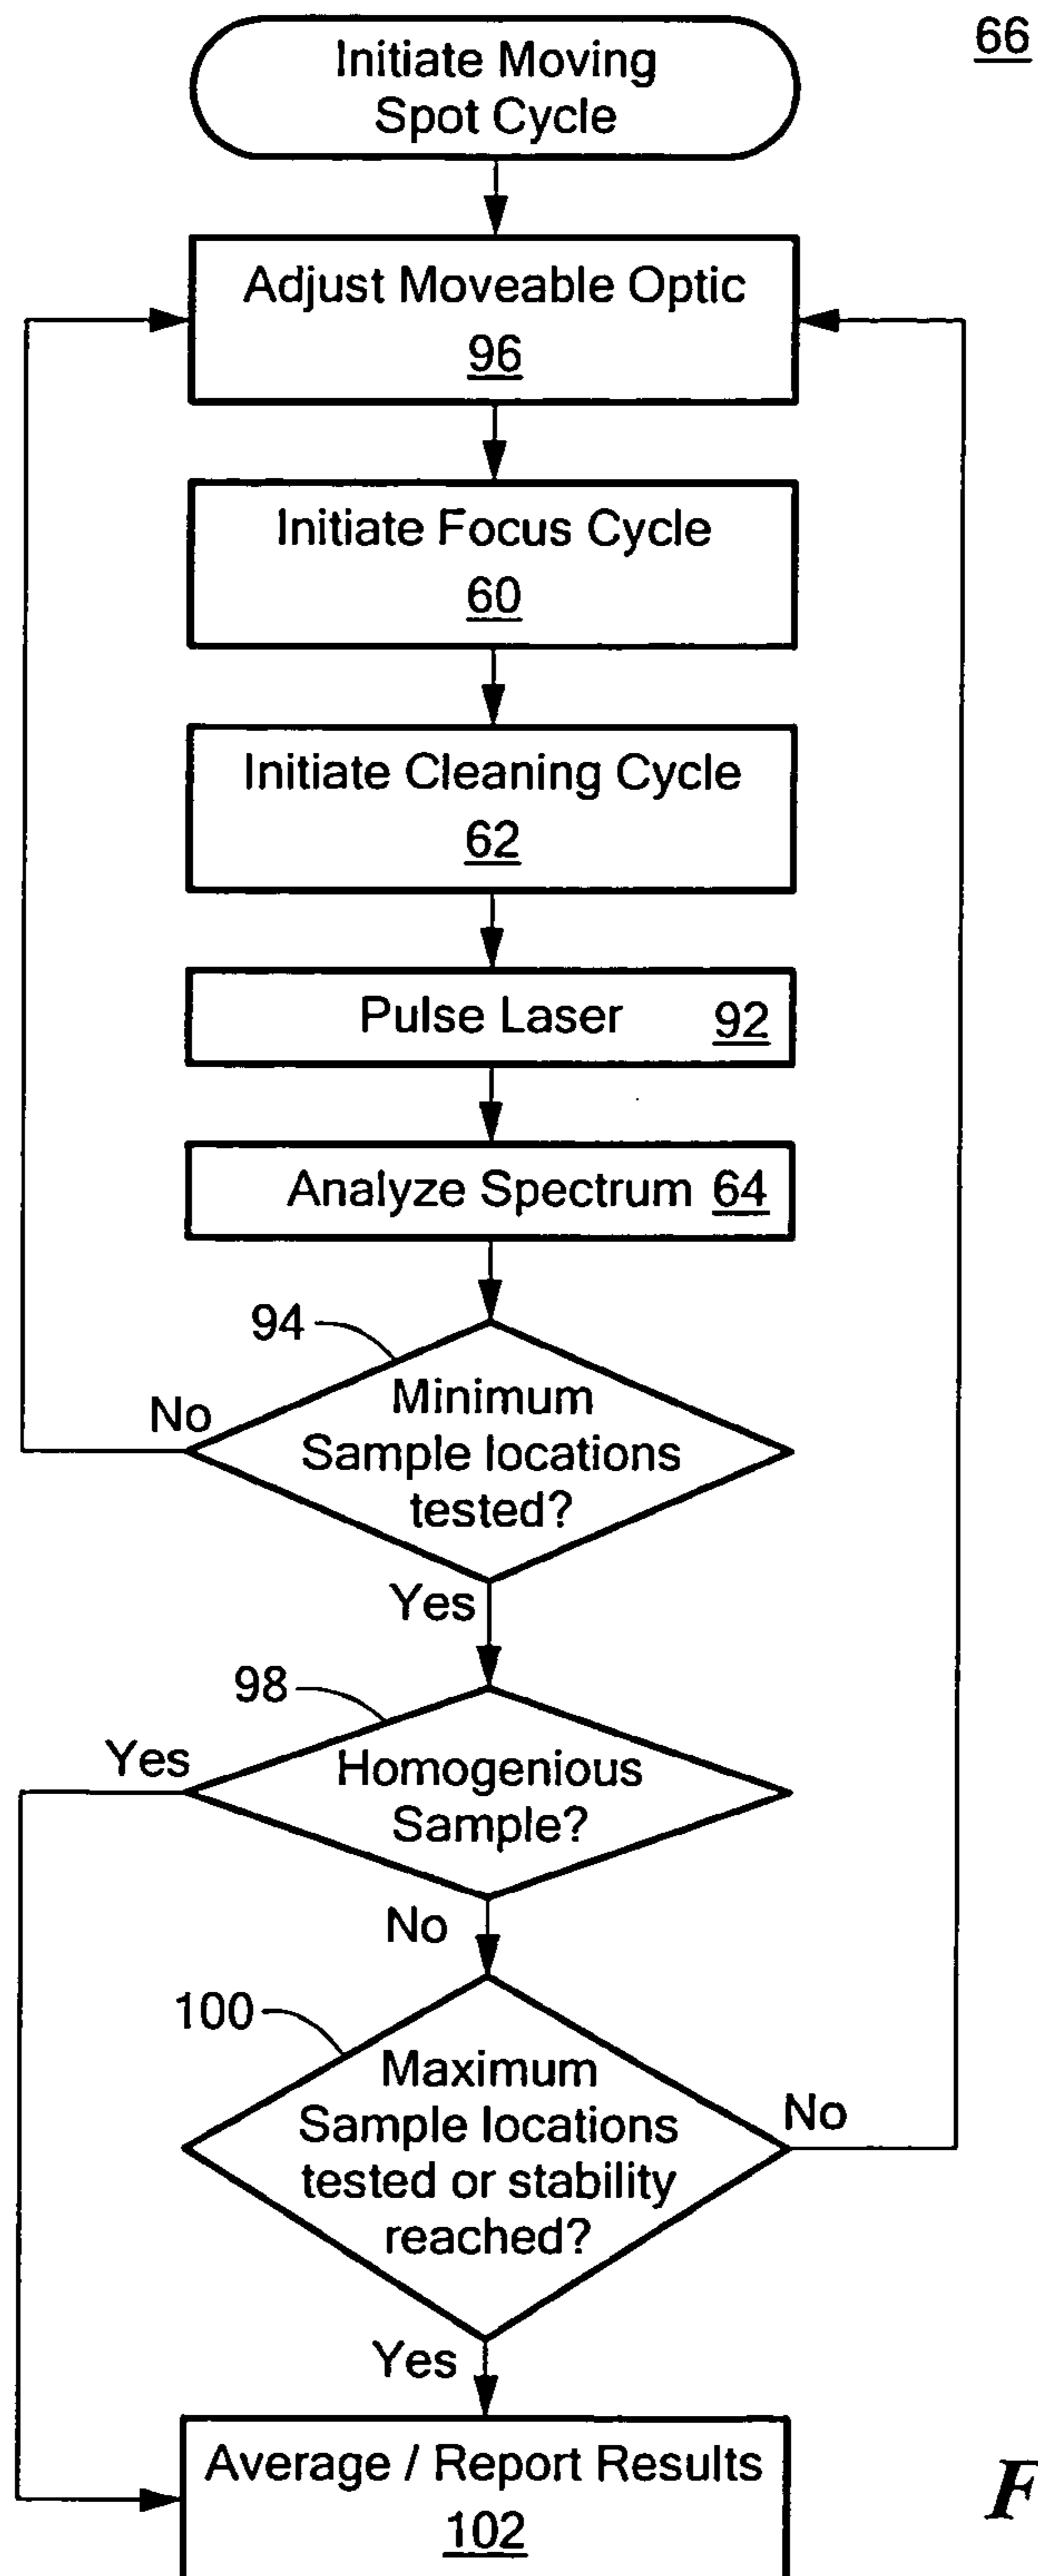 66
Initiate Moving
Spot Cycle
Adjust Moveable Optic
96
Initiate Focus Cycle
60
Initiate Cleaning Cycle
62
Pulse Laser 92
Analyze Spectrum 64
94
Minimum
Sample locations
tested?
No
Yes
98
Homogenious
Sample?
Yes
No
100
Maximum
Sample locations
tested or stability
reached?
No
Yes
Average / Report Results
102
F